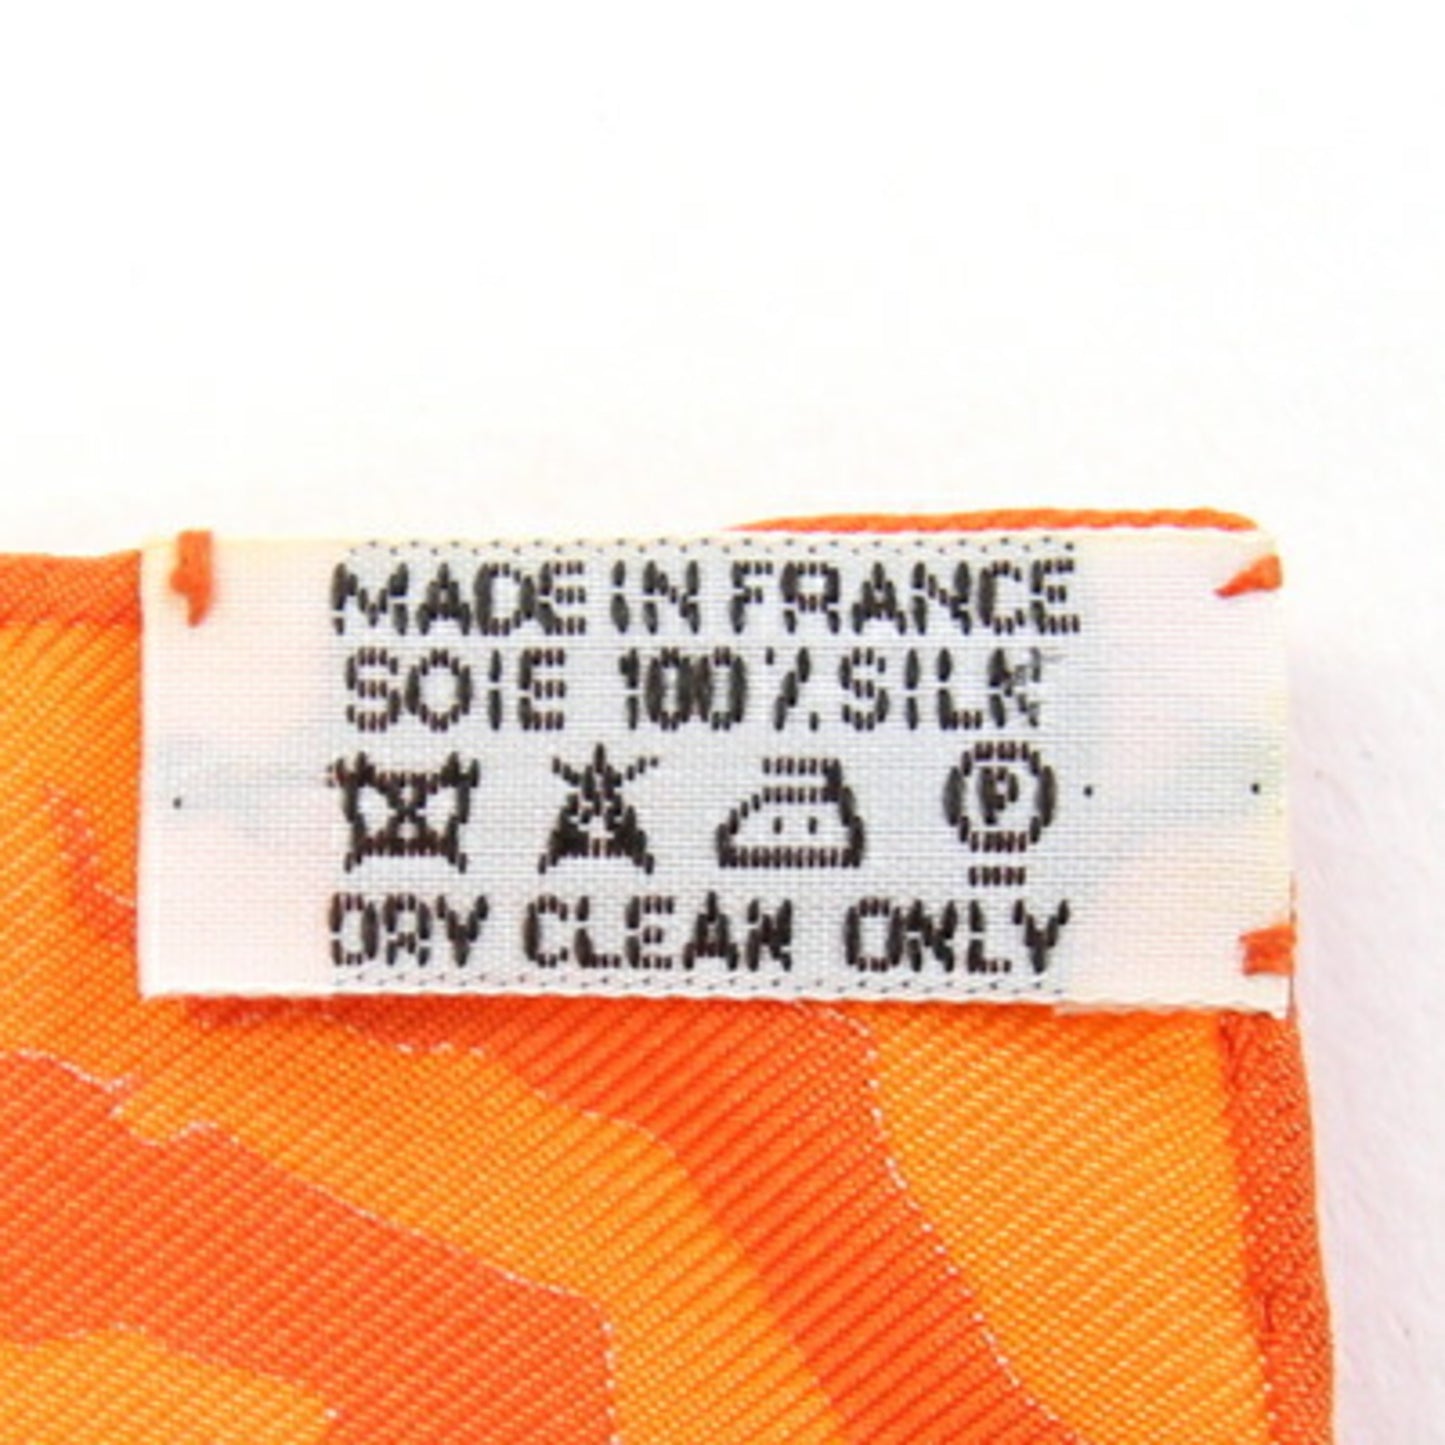 MADE IN FRANCE
SOIE 100% SILK
P
DRY CLEAN ONLY